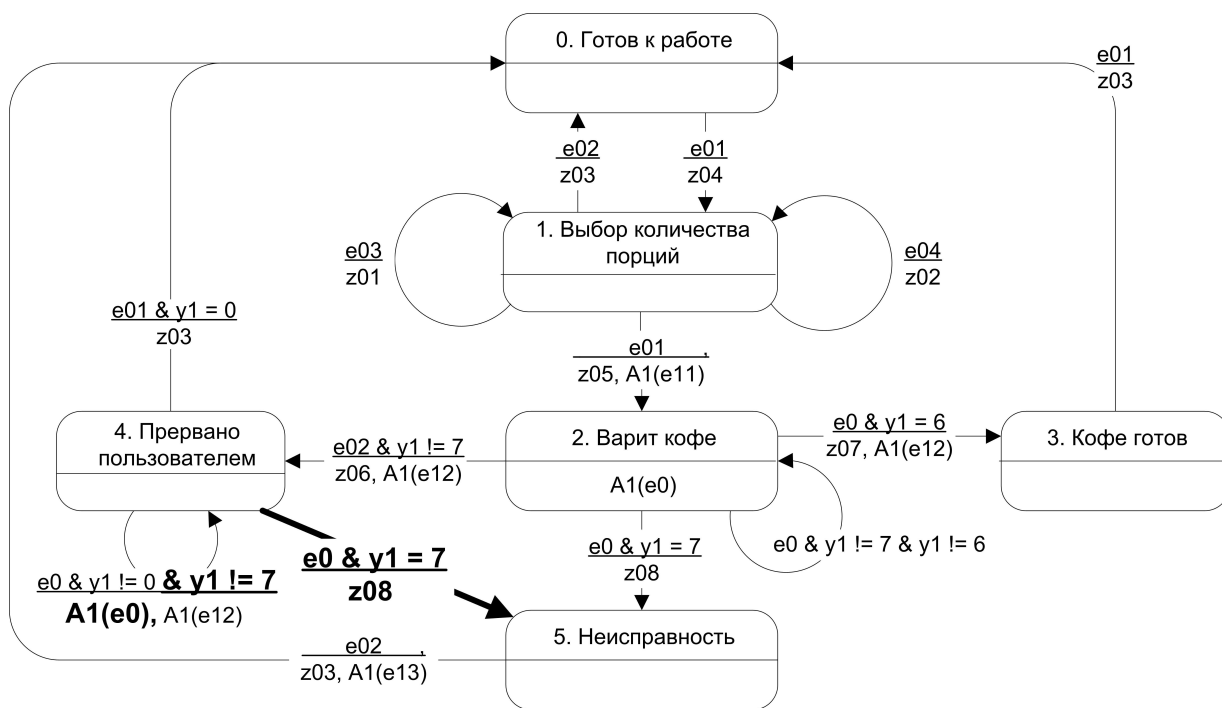 0. Готов к работе
e01
z03
e02
z03
e01
z04
1. Выбор количества
порций
e03
z01
e04
z02
e01 & y1 = 0
z03
e01 ,
z05, A1(e11)
4. Прервано
пользователем
e02 & y1 != 7
z06, A1(e12)
2. Варит кофе
A1(e0)
e0 & y1 = 6
z07, A1(e12)
3. Кофе готов
e0 & y1 != 0 & y1 != 7
A1(e0), A1(e12)
e0 & y1 = 7
z08
e0 & y1 = 7
z08
e0 & y1 != 7 & y1 != 6
5. Неисправность
e02 ,
z03, A1(e13)